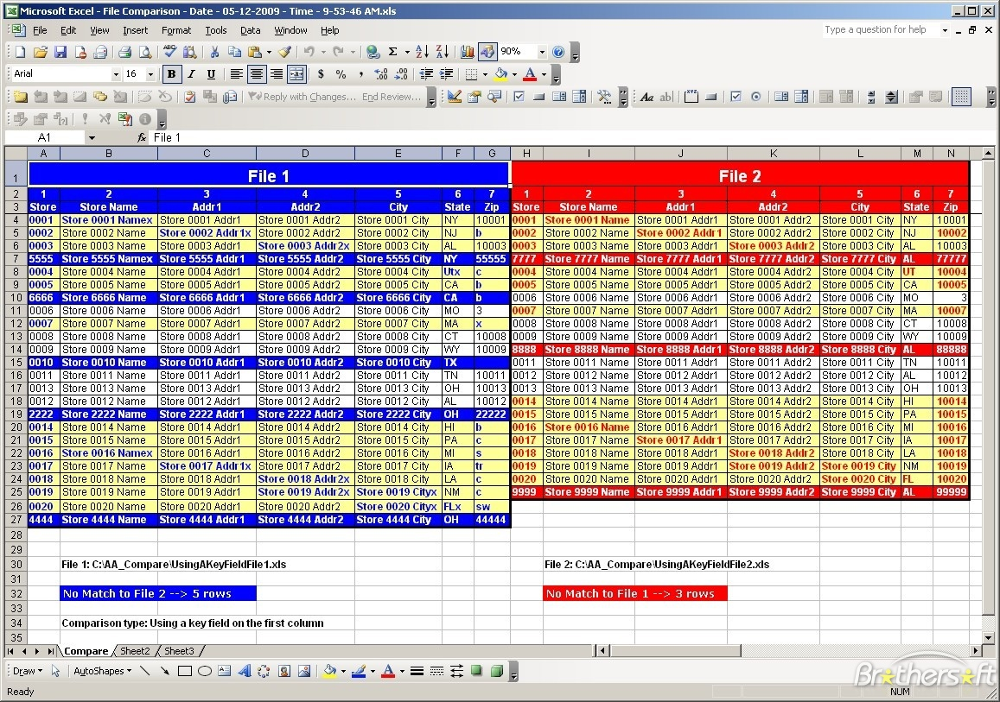 Microsoft Excel - File Comparison - Date - 05-12-2009 - Time - 9-53-46 AM.xls
File Edit View Insert Format Tools Data Window Help Type a question for help
90%
Arial 16 B I U $ % ,
Reply with Changes... End Review...
A1 fx File 1
A B C D E F G H I J K L M N
1 File 1 File 2
2 1 2 3 4 5 6 7 1 2 3 4 5 6 7
3 Store Store Name Addr1 Addr2 City State Zip Store Store Name Addr1 Addr2 City State Zip
4 0001 Store 0001 Namex Store 0001 Addr1 Store 0001 Addr2 Store 0001 City NY 10001 0001 Store 0001 Name Store 0001 Addr1 Store 0001 Addr2 Store 0001 City NY 10001
5 0002 Store 0002 Name Store 0002 Addr1x Store 0002 Addr2 Store 0002 City NJ b 0002 Store 0002 Name Store 0002 Addr1 Store 0002 Addr2 Store 0002 City NJ 10002
6 0003 Store 0003 Name Store 0003 Addr1 Store 0003 Addr2x Store 0003 City AL 10003 0003 Store 0003 Name Store 0003 Addr1 Store 0003 Addr2 Store 0003 City AL 10003
7 5555 Store 5555 Namex Store 5555 Addr1 Store 5555 Addr2 Store 5555 City NY 55555 7777 Store 7777 Name Store 7777 Addr1 Store 7777 Addr2 Store 7777 City AL 77777
8 0004 Store 0004 Name Store 0004 Addr1 Store 0004 Addr2 Store 0004 City Utx c 0004 Store 0004 Name Store 0004 Addr1 Store 0004 Addr2 Store 0004 City UT 10004
9 0005 Store 0005 Name Store 0005 Addr1 Store 0005 Addr2 Store 0005 City CA b 0005 Store 0005 Name Store 0005 Addr1 Store 0005 Addr2 Store 0005 City CA 10005
10 6666 Store 6666 Name Store 6666 Addr1 Store 6666 Addr2 Store 6666 City CA b 0006 Store 0006 Name Store 0006 Addr1 Store 0006 Addr2 Store 0006 City MO 3
11 0006 Store 0006 Name Store 0006 Addr1 Store 0006 Addr2 Store 0006 City MO 3 0007 Store 0007 Name Store 0007 Addr1 Store 0007 Addr2 Store 0007 City MA 10007
12 0007 Store 0007 Name Store 0007 Addr1 Store 0007 Addr2 Store 0007 City MA x 0008 Store 0008 Name Store 0008 Addr1 Store 0008 Addr2 Store 0008 City CT 10008
13 0008 Store 0008 Name Store 0008 Addr1 Store 0008 Addr2 Store 0008 City CT 10008 0009 Store 0009 Name Store 0009 Addr1 Store 0009 Addr2 Store 0009 City WY 10009
14 0009 Store 0009 Name Store 0009 Addr1 Store 0009 Addr2 Store 0009 City WY 10009 8888 Store 8888 Name Store 8888 Addr1 Store 8888 Addr2 Store 8888 City AL 88888
15 0010 Store 0010 Name Store 0010 Addr1 Store 0010 Addr2 Store 0010 City TX 0011 Store 0011 Name Store 0011 Addr1 Store 0011 Addr2 Store 0011 City TN 10011
16 0011 Store 0011 Name Store 0011 Addr1 Store 0011 Addr2 Store 0011 City TN 10011 0012 Store 0012 Name Store 0012 Addr1 Store 0012 Addr2 Store 0012 City AL 10012
17 0013 Store 0013 Name Store 0013 Addr1 Store 0013 Addr2 Store 0013 City OH 10013 0013 Store 0013 Name Store 0013 Addr1 Store 0013 Addr2 Store 0013 City OH 10013
18 0012 Store 0012 Name Store 0012 Addr1 Store 0012 Addr2 Store 0012 City AL 10012 0014 Store 0014 Name Store 0014 Addr1 Store 0014 Addr2 Store 0014 City HI 10014
19 2222 Store 2222 Name Store 2222 Addr1 Store 2222 Addr2 Store 2222 City OH 22222 0015 Store 0015 Name Store 0015 Addr1 Store 0015 Addr2 Store 0015 City PA 10015
20 0014 Store 0014 Name Store 0014 Addr1 Store 0014 Addr2 Store 0014 City HI b 0016 Store 0016 Name Store 0016 Addr1 Store 0016 Addr2 Store 0016 City MI 10016
21 0015 Store 0015 Name Store 0015 Addr1 Store 0015 Addr2 Store 0015 City PA c 0017 Store 0017 Name Store 0017 Addr1 Store 0017 Addr2 Store 0017 City IA 10017
22 0016 Store 0016 Namex Store 0016 Addr1 Store 0016 Addr2 Store 0016 City MI s 0018 Store 0018 Name Store 0018 Addr1 Store 0018 Addr2 Store 0018 City LA 10018
23 0017 Store 0017 Name Store 0017 Addr1x Store 0017 Addr2 Store 0017 City IA tr 0019 Store 0019 Name Store 0019 Addr1 Store 0019 Addr2 Store 0019 City NM 10019
24 0018 Store 0018 Name Store 0018 Addr1 Store 0018 Addr2x Store 0018 City LA c 0020 Store 0020 Name Store 0020 Addr1 Store 0020 Addr2 Store 0020 City FL 10020
25 0019 Store 0019 Name Store 0019 Addr1 Store 0019 Addr2x Store 0019 Cityx NM c 9999 Store 9999 Name Store 9999 Addr1 Store 9999 Addr2 Store 9999 City AL 99999
26 0020 Store 0020 Name Store 0020 Addr1 Store 0020 Addr2 Store 0020 Cityx FLx sw
27 4444 Store 4444 Name Store 4444 Addr1 Store 4444 Addr2 Store 4444 City OH 44444
28
29
30 File 1: C:\AA_Compare\UsingAKeyFieldFile1.xls File 2: C:\AA_Compare\UsingAKeyFieldFile2.xls
31
32 No Match to File 2 --> 5 rows No Match to File 1 --> 3 rows
33
34 Comparison type: Using a key field on the first column
35
Compare Sheet2 Sheet3
Draw AutoShapes
Brothersoft
Ready NUM